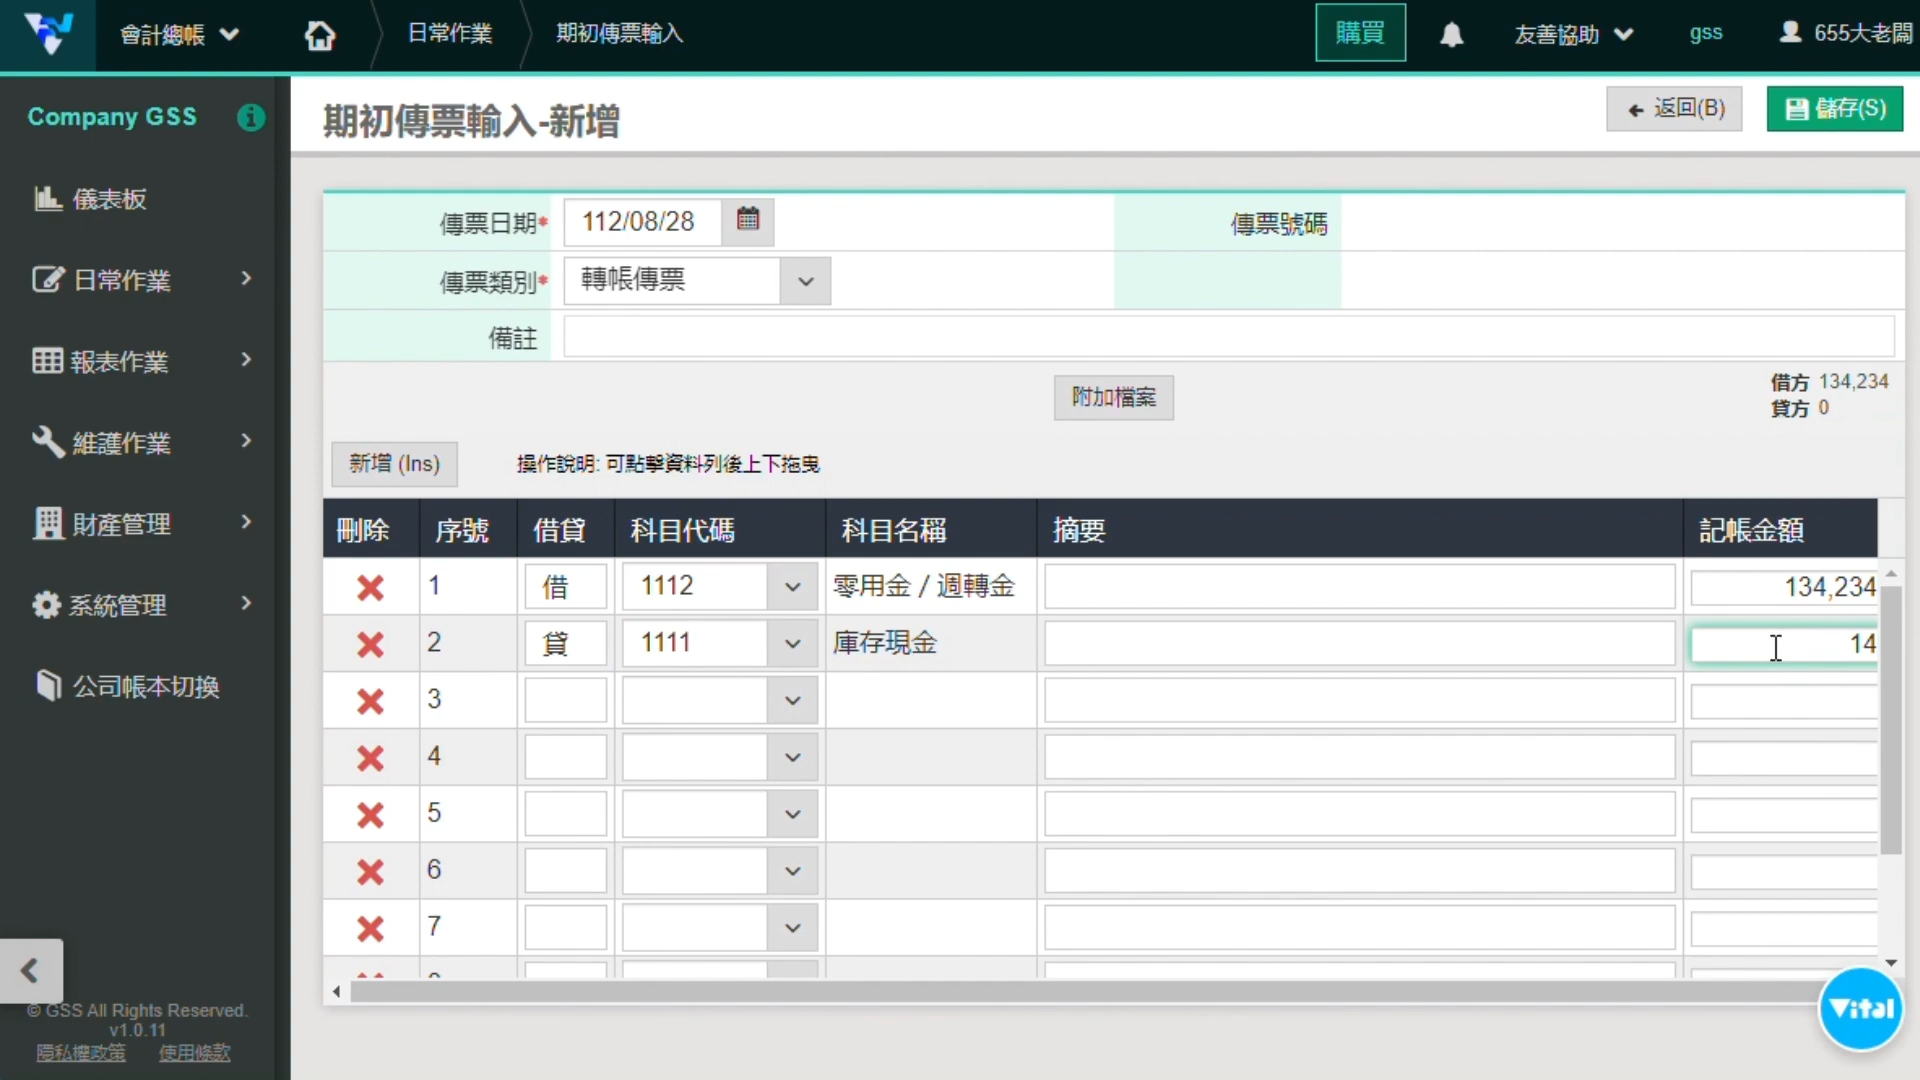 會計總帳
日常作業
期初傳票輸入
購買
友善協助
gss
655大老闆
Company GSS
期初傳票輸入-新增
返回(B)
儲存(S)
儀表板
日常作業
報表作業
維護作業
財產管理
系統管理
公司帳本切換
傳票日期* 112/08/28
傳票號碼
傳票類別* 轉帳傳票
備註
附加檔案
借方 134,234
貸方 0
新增 (Ins)
操作說明: 可點擊資料列後上下拖曳
刪除 序號 借貸 科目代碼 科目名稱 摘要 記帳金額
1 借 1112 零用金 / 週轉金 134,234
2 貸 1111 庫存現金 14
3
4
5
6
7
© GSS All Rights Reserved.
v1.0.11
隱私權政策 使用條款
Vital